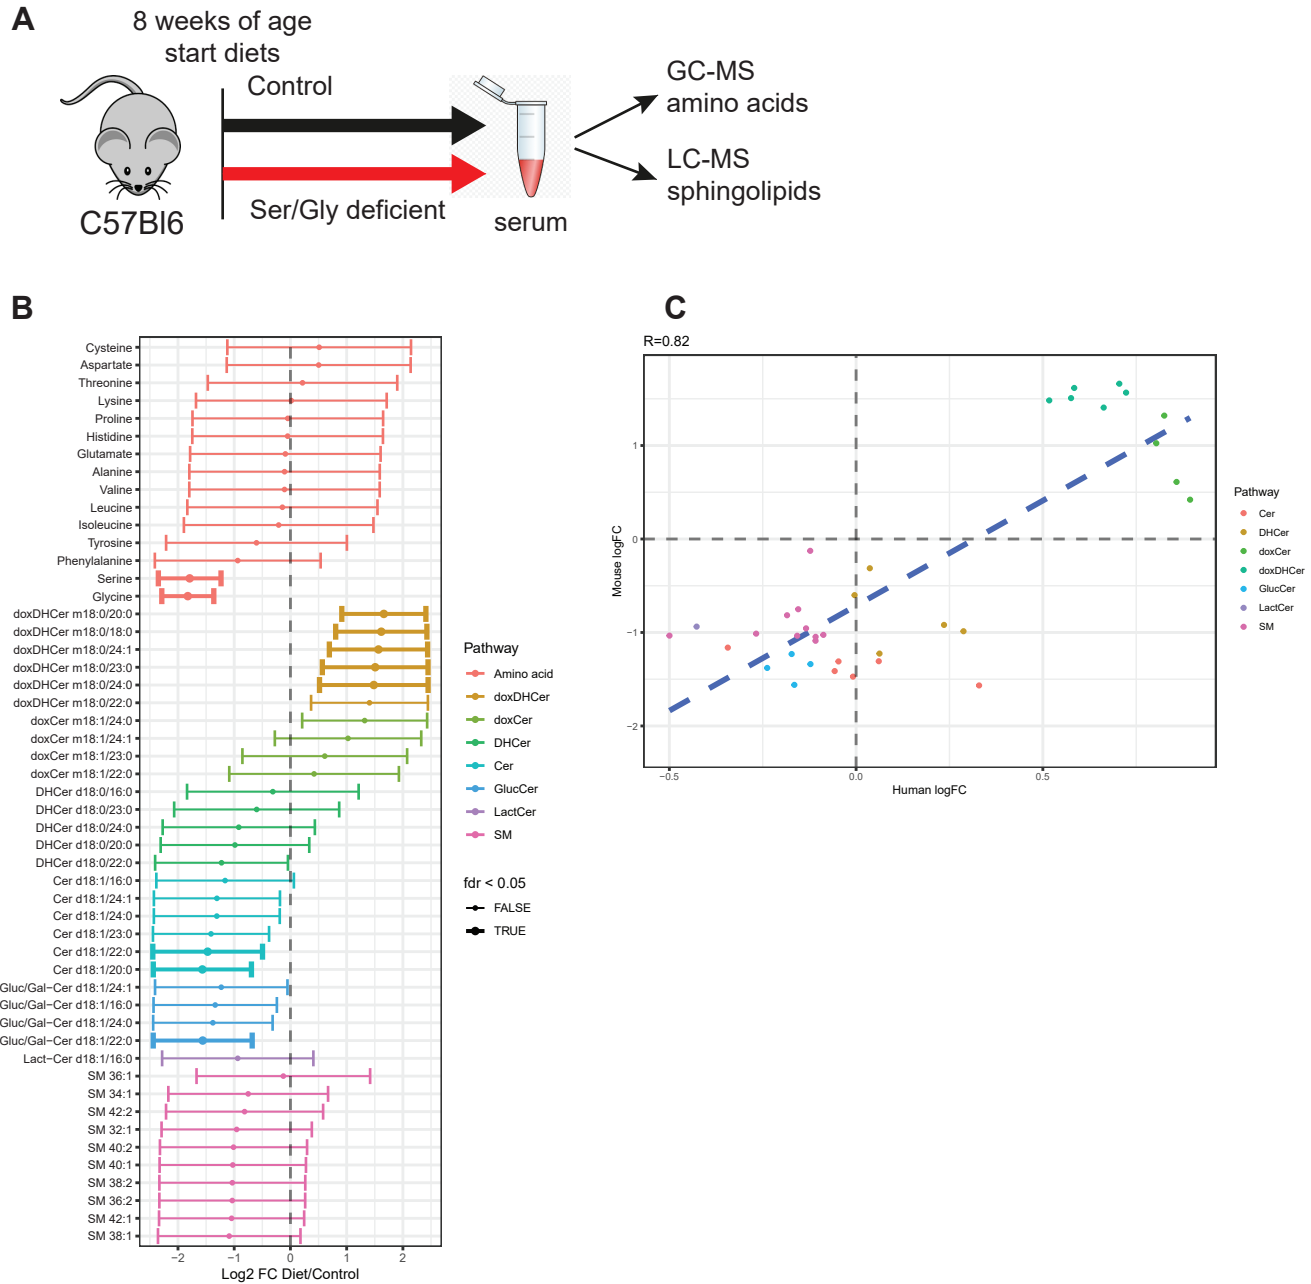 A
8 weeks of age
start diets
Control
Ser/Gly deficient
C57Bl6
serum
GC-MS
amino acids
LC-MS
sphingolipids
B
Cysteine
Aspartate
Threonine
Lysine
Proline
Histidine
Glutamate
Alanine
Valine
Leucine
Isoleucine
Tyrosine
Phenylalanine
Serine
Glycine
doxDHCer m18:0/20:0
doxDHCer m18:0/18:0
doxDHCer m18:0/24:1
doxDHCer m18:0/23:0
doxDHCer m18:0/24:0
doxDHCer m18:0/22:0
doxCer m18:1/24:0
doxCer m18:1/24:1
doxCer m18:1/23:0
doxCer m18:1/22:0
DHCer d18:0/16:0
DHCer d18:0/23:0
DHCer d18:0/24:0
DHCer d18:0/20:0
DHCer d18:0/22:0
Cer d18:1/16:0
Cer d18:1/24:1
Cer d18:1/24:0
Cer d18:1/23:0
Cer d18:1/22:0
Cer d18:1/20:0
Gluc/Gal−Cer d18:1/24:1
Gluc/Gal−Cer d18:1/16:0
Gluc/Gal−Cer d18:1/24:0
Gluc/Gal−Cer d18:1/22:0
Lact−Cer d18:1/16:0
SM 36:1
SM 34:1
SM 42:2
SM 32:1
SM 40:2
SM 40:1
SM 38:2
SM 36:2
SM 42:1
SM 38:1
−2 −1 0 1 2
Log2 FC Diet/Control
Pathway
Amino acid
doxDHCer
doxCer
DHCer
Cer
GlucCer
LactCer
SM
fdr < 0.05
FALSE
TRUE
C
R=0.82
Mouse logFC
1
0
−1
−2
−0.5 0.0 0.5
Human logFC
Pathway
Cer
DHCer
doxCer
doxDHCer
GlucCer
LactCer
SM